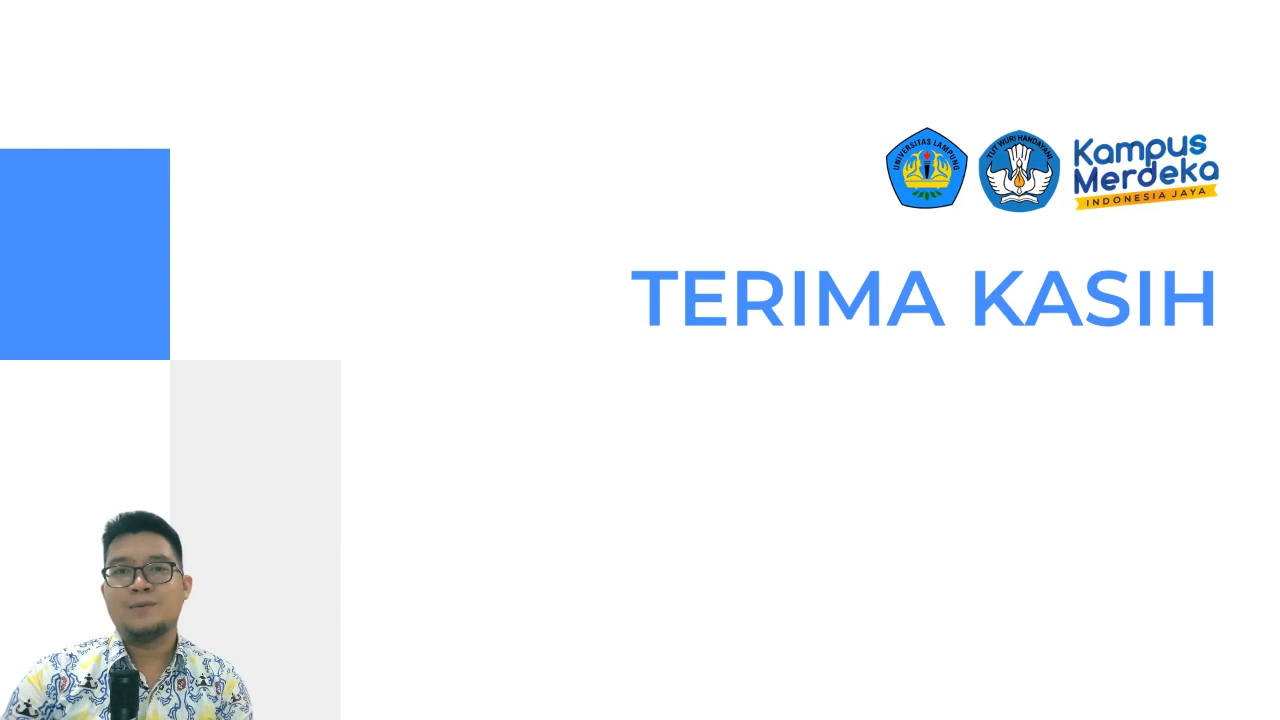 UNIVERSITAS LAMPUNG
TUT WURI HANDAYANI
Kampus
Merdeka
INDONESIA JAYA
TERIMA KASIH